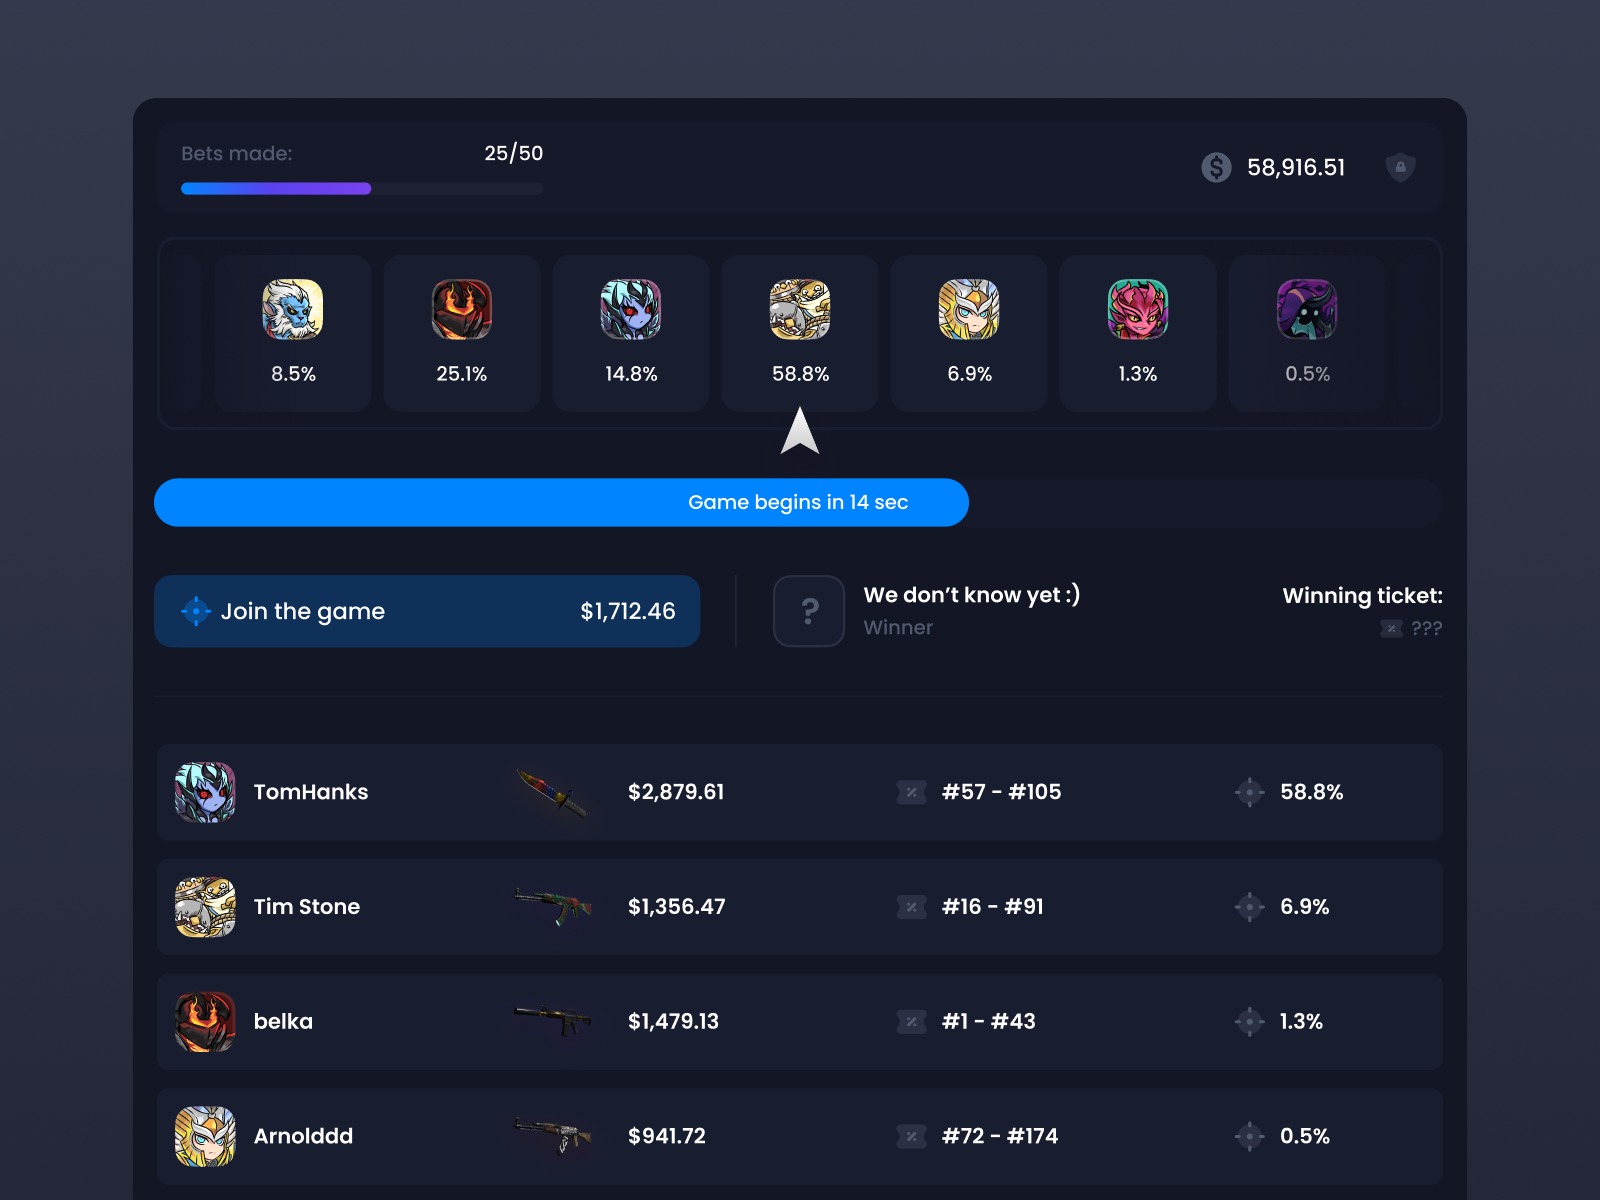 Bets made: 25/50
$ 58,916.51
8.5% 25.1% 14.8% 58.8% 6.9% 1.3% 0.5%
Game begins in 14 sec
Join the game $1,712.46
?
We don’t know yet :)
Winner
Winning ticket:
???
TomHanks $2,879.61 #57 - #105 58.8%
Tim Stone $1,356.47 #16 - #91 6.9%
belka $1,479.13 #1 - #43 1.3%
Arnolddd $941.72 #72 - #174 0.5%